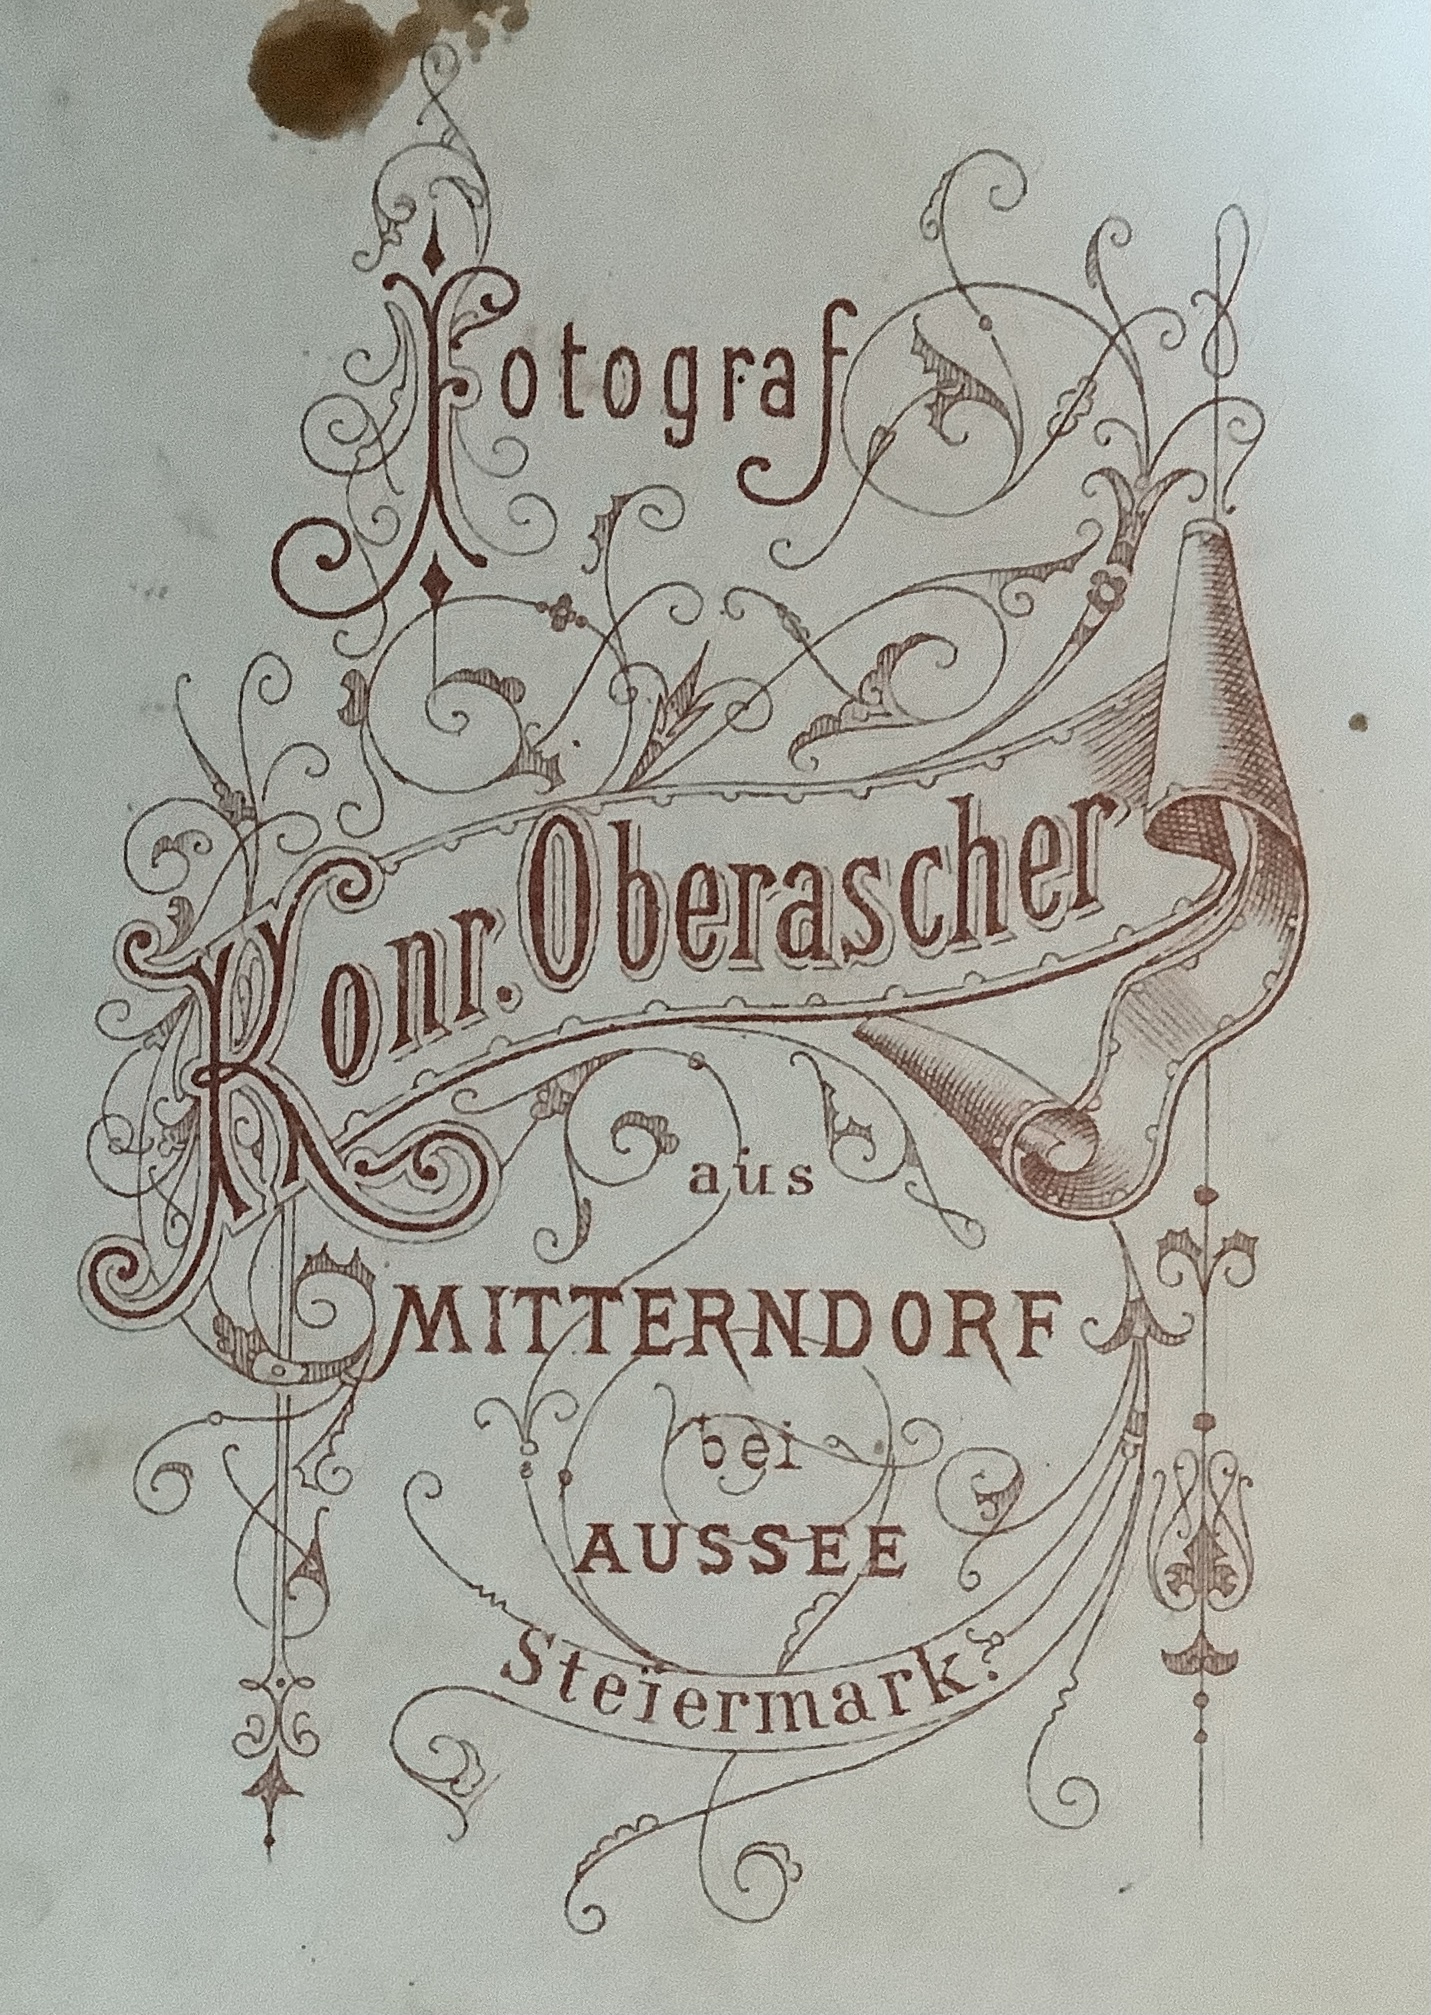 Fotograf
Konr. Oberascher
aus
MITTERNDORF
bei
AUSSEE
Steiermark.